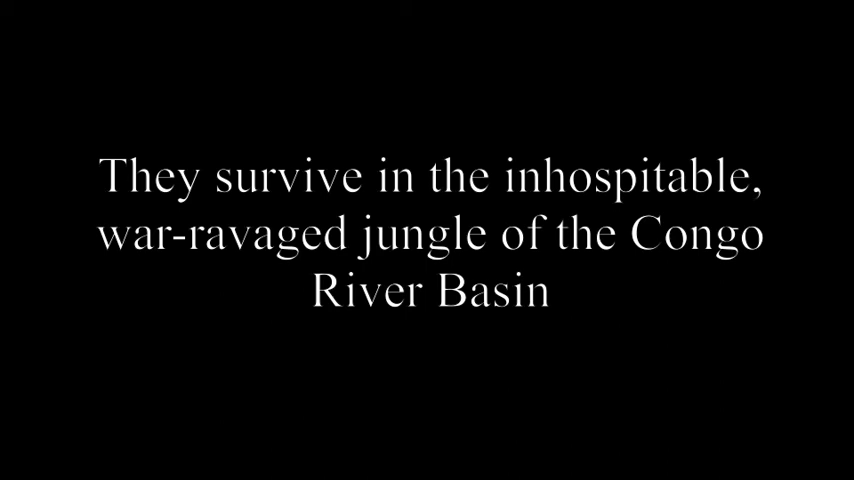 They survive in the inhospitable,
war-ravaged jungle of the Congo
River Basin